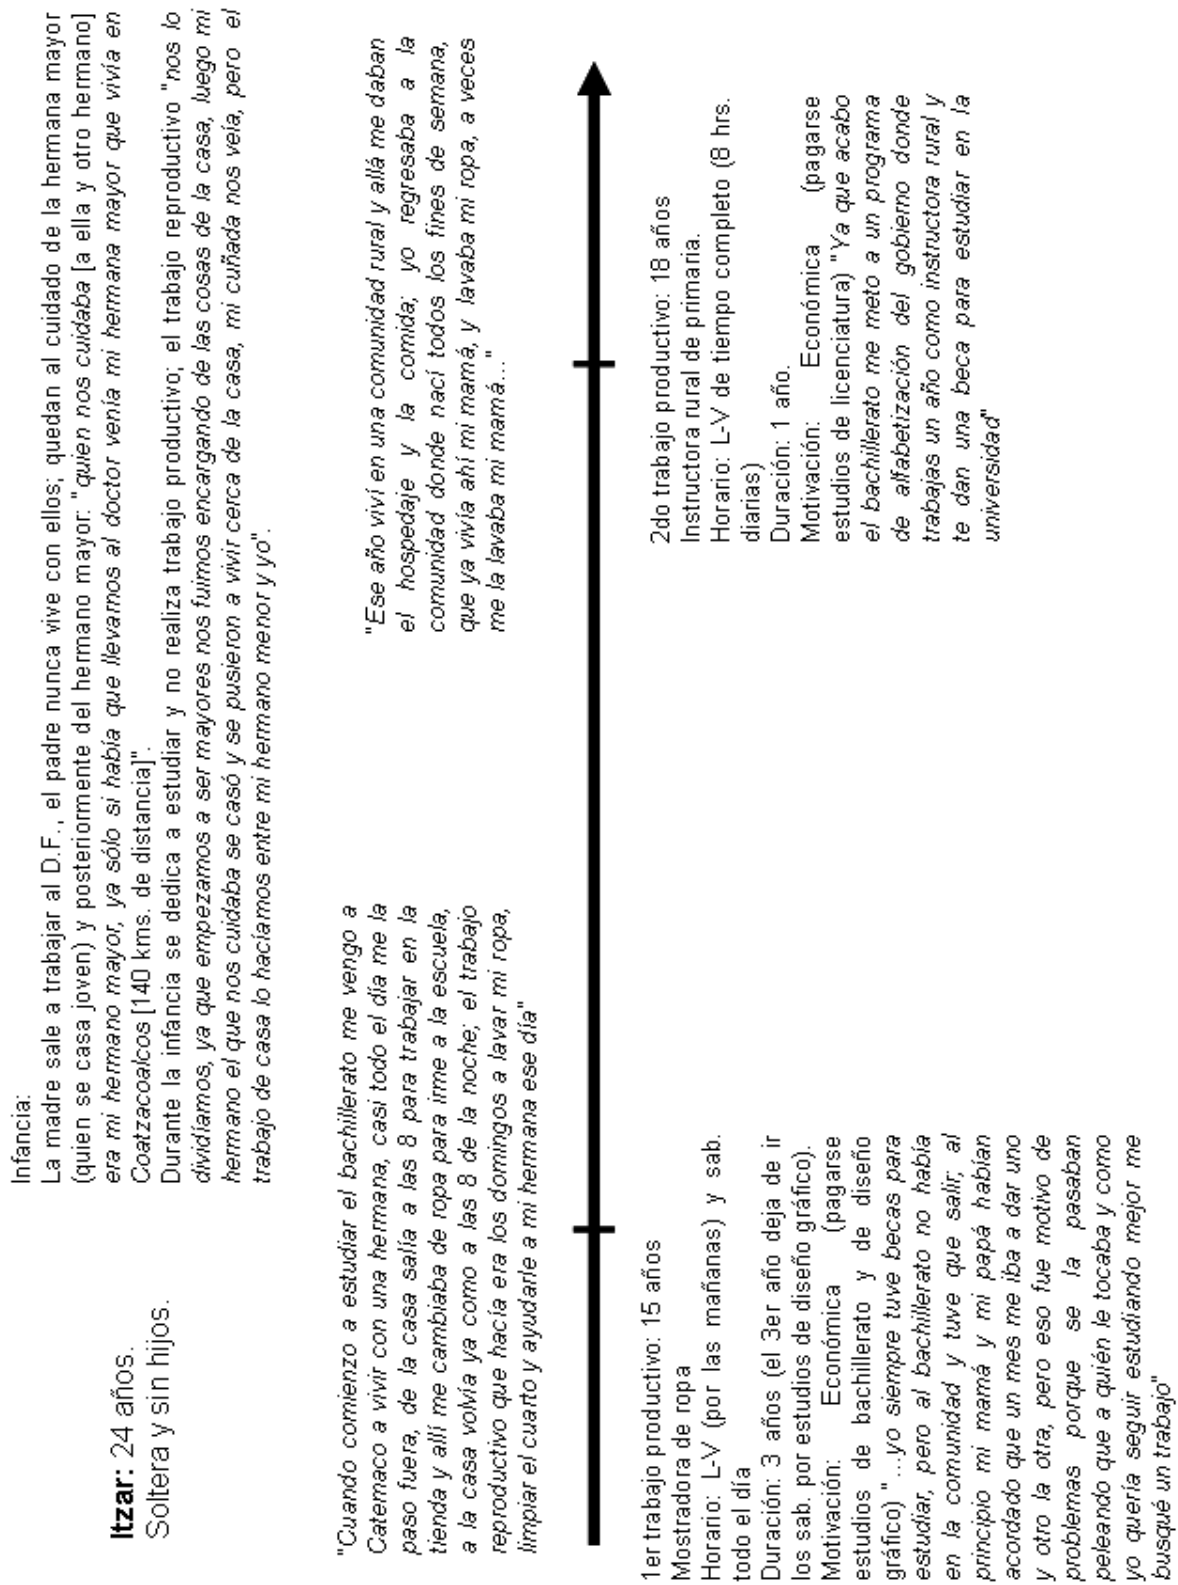 Itzar: 24 años.
Soltera y sin hijos.
Infancia:
La madre sale a trabajar al D.F., el padre nunca vive con ellos; quedan al cuidado de la hermana mayor
(quien se casa joven) y posteriormente del hermano mayor: "quien nos cuidaba [a ella y otro hermano]
era mi hermano mayor, ya sólo si había que llevarnos al doctor venía mi hermana mayor que vivía en
Coatzacoalcos [140 kms. de distancia]".
Durante la infancia se dedica a estudiar y no realiza trabajo productivo; el trabajo reproductivo "nos lo
dividíamos, ya que empezamos a ser mayores nos fuimos encargando de las cosas de la casa, luego mi
hermano el que nos cuidaba se casó y se pusieron a vivir cerca de la casa, mi cuñada nos veía, pero el
trabajo de casa lo hacíamos entre mi hermano menor y yo".
"Cuando comienzo a estudiar el bachillerato me vengo a
Catemaco a vivir con una hermana, casi todo el día me la
paso fuera, de la casa salía a las 8 para trabajar en la
tienda y allí me cambiaba de ropa para irme a la escuela,
a la casa volvía ya como a las 8 de la noche; el trabajo
reproductivo que hacía era los domingos a lavar mi ropa,
limpiar el cuarto y ayudarle a mi hermana ese día"
"Ese año viví en una comunidad rural y allá me daban
el hospedaje y la comida; yo regresaba a la
comunidad donde nací todos los fines de semana,
que ya vivía ahí mi mamá, y lavaba mi ropa, a veces
me la lavaba mi mamá..."
1er trabajo productivo: 15 años
Mostradora de ropa
Horario: L-V (por las mañanas) y sab.
todo el día
Duración: 3 años (el 3er año deja de ir
los sab. por estudios de diseño gráfico).
Motivación: Económica (pagarse
estudios de bachillerato y de diseño
gráfico) "...yo siempre tuve becas para
estudiar, pero al bachillerato no había
en la comunidad y tuve que salir; al
principio mi mamá y mi papá habían
acordado que un mes me iba a dar uno
y otro la otra, pero eso fue motivo de
problemas porque se la pasaban
peleando que a quién le tocaba y como
yo quería seguir estudiando mejor me
busqué un trabajo"
2do trabajo productivo: 18 años
Instructora rural de primaria.
Horario: L-V de tiempo completo (8 hrs.
diarias)
Duración: 1 año.
Motivación: Económica (pagarse
estudios de licenciatura) "Ya que acabo
el bachillerato me meto a un programa
de alfabetización del gobierno donde
trabajas un año como instructora rural y
te dan una beca para estudiar en la
universidad"